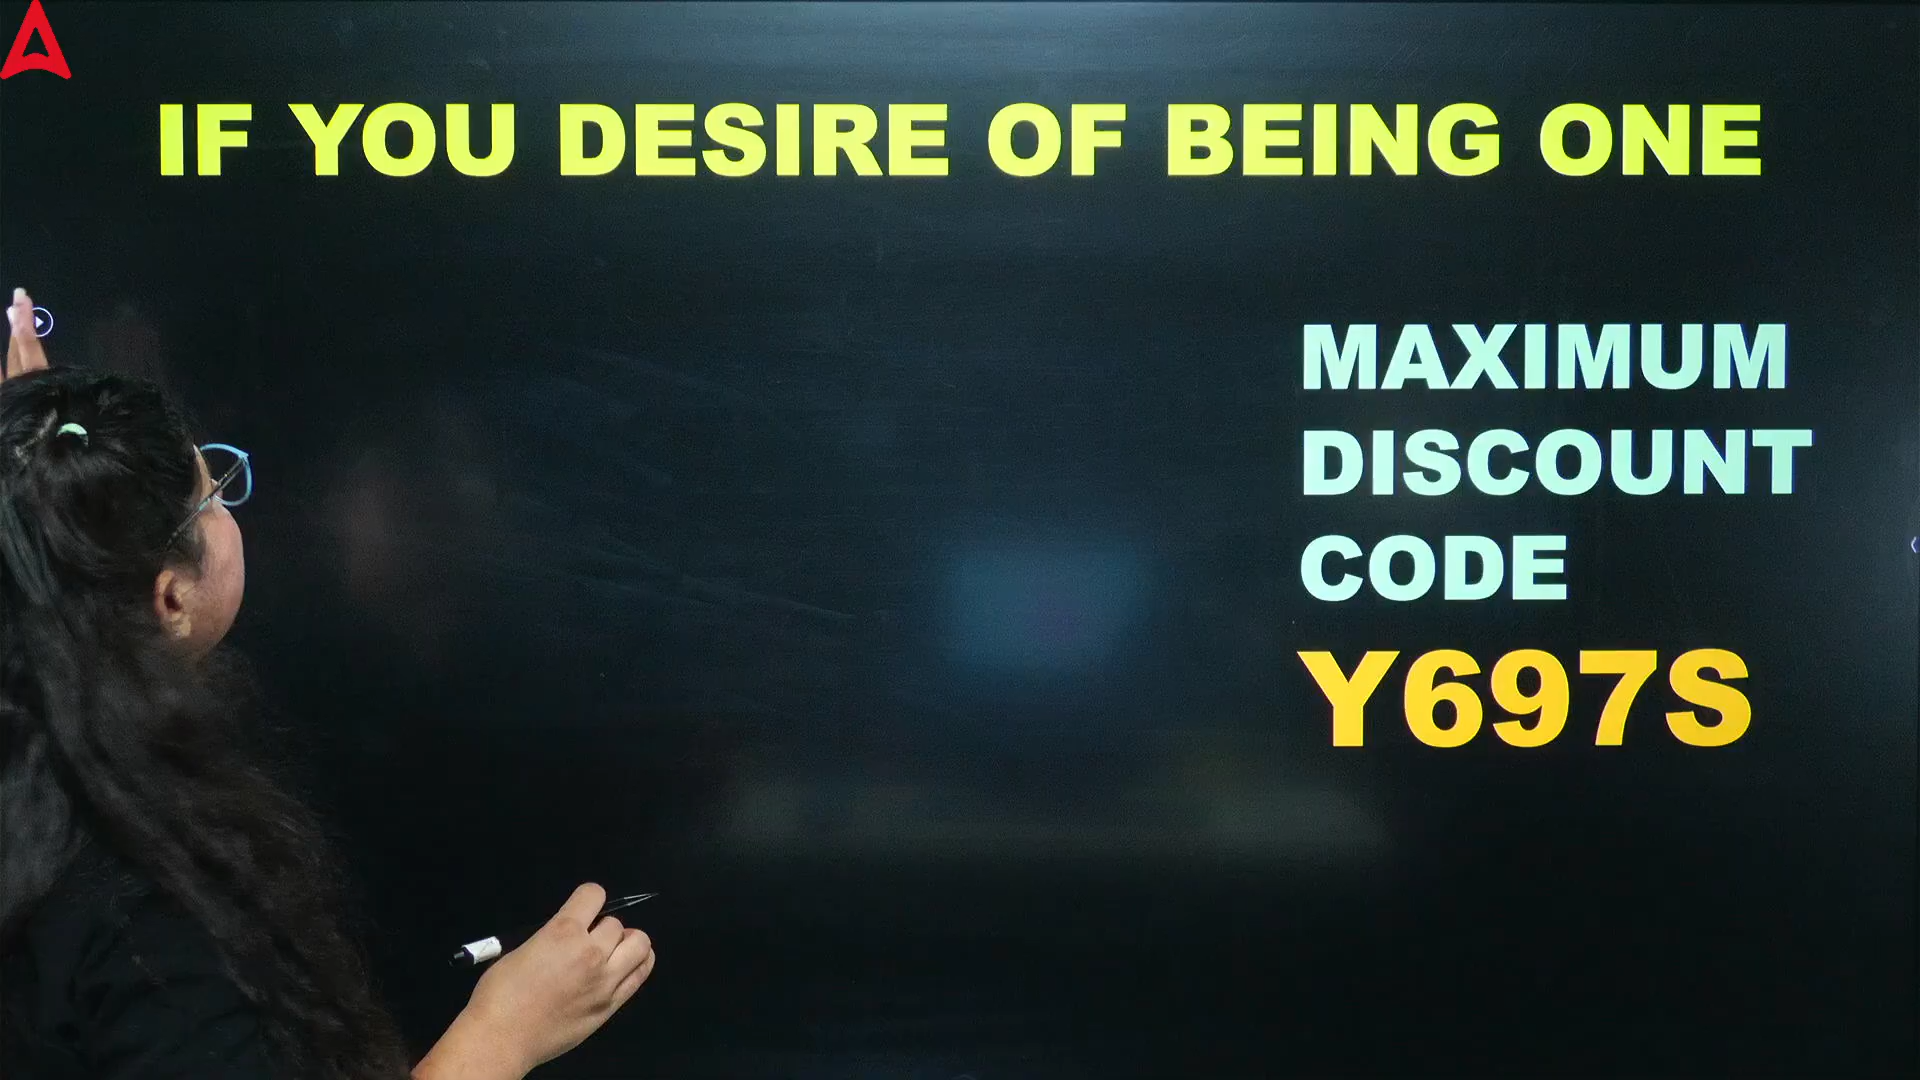 IF YOU DESIRE OF BEING ONE
MAXIMUM
DISCOUNT
CODE
Y697S